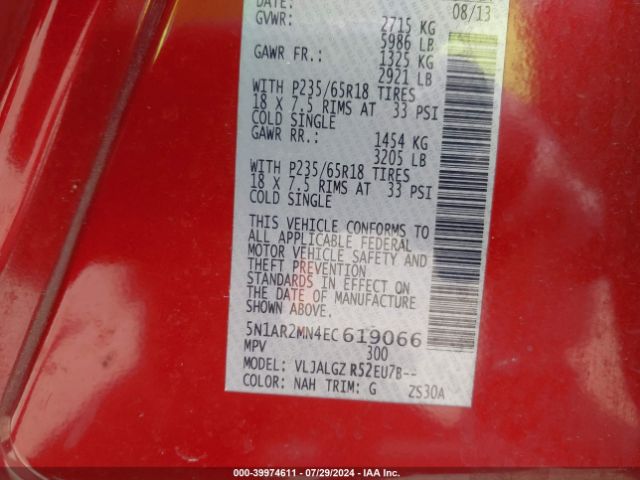 DATE: 08/13
GVWR: 2715 KG
5986 LB
GAWR FR.: 1325 KG
2921 LB
WITH P235/65R18 TIRES
18 X 7.5 RIMS AT 33 PSI
COLD SINGLE
GAWR RR.: 1454 KG
3205 LB
WITH P235/65R18 TIRES
18 X 7.5 RIMS AT 33 PSI
COLD SINGLE
THIS VEHICLE CONFORMS TO
ALL APPLICABLE FEDERAL
MOTOR VEHICLE SAFETY AND
THEFT PREVENTION
STANDARDS IN EFFECT ON
THE DATE OF MANUFACTURE
SHOWN ABOVE.
5N1AR2MN4EC619066
MPV 300
MODEL: VLJALGZ R52EU7B--
COLOR: NAH TRIM: G ZS30A
000-39974611 - 07/29/2024 - IAA Inc.